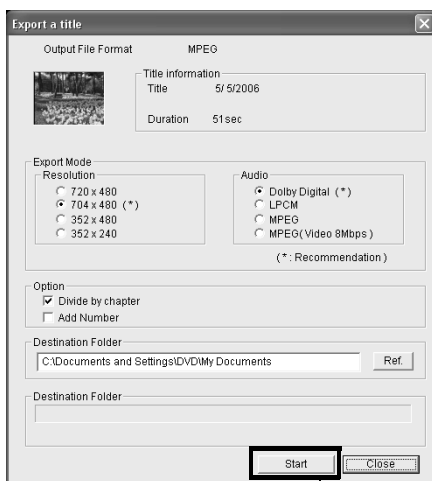 Export a title
Output File Format MPEG
Title information
Title 5/ 5/2006
Duration 51sec
Export Mode
Resolution
720 x 480
704 x 480 (*)
352 x 480
352 x 240
Audio
Dolby Digital (*)
LPCM
MPEG
MPEG(Video 8Mbps)
(*: Recommendation)
Option
Divide by chapter
Add Number
Destination Folder
C:\Documents and Settings\DVD\My Documents Ref.
Destination Folder
Start Close